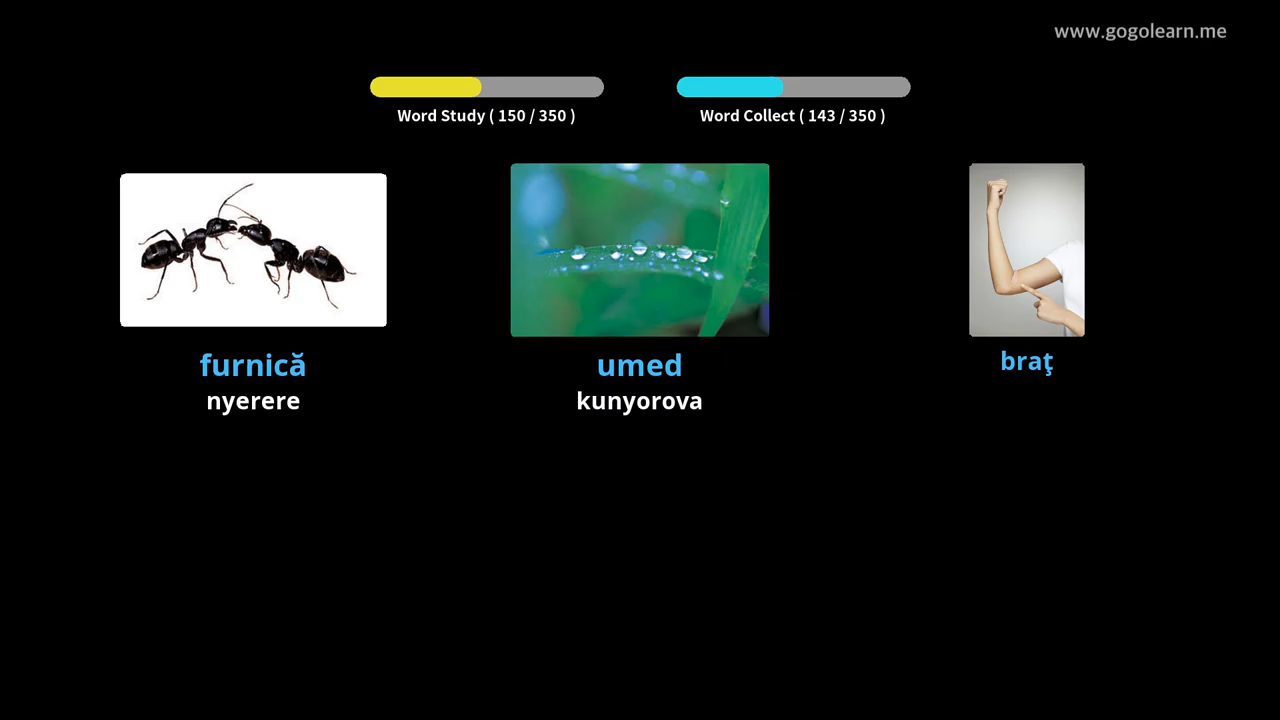 www.gogolearn.me
Word Study ( 150 / 350 )
Word Collect ( 143 / 350 )
furnică
umed
braţ
nyerere
kunyorova